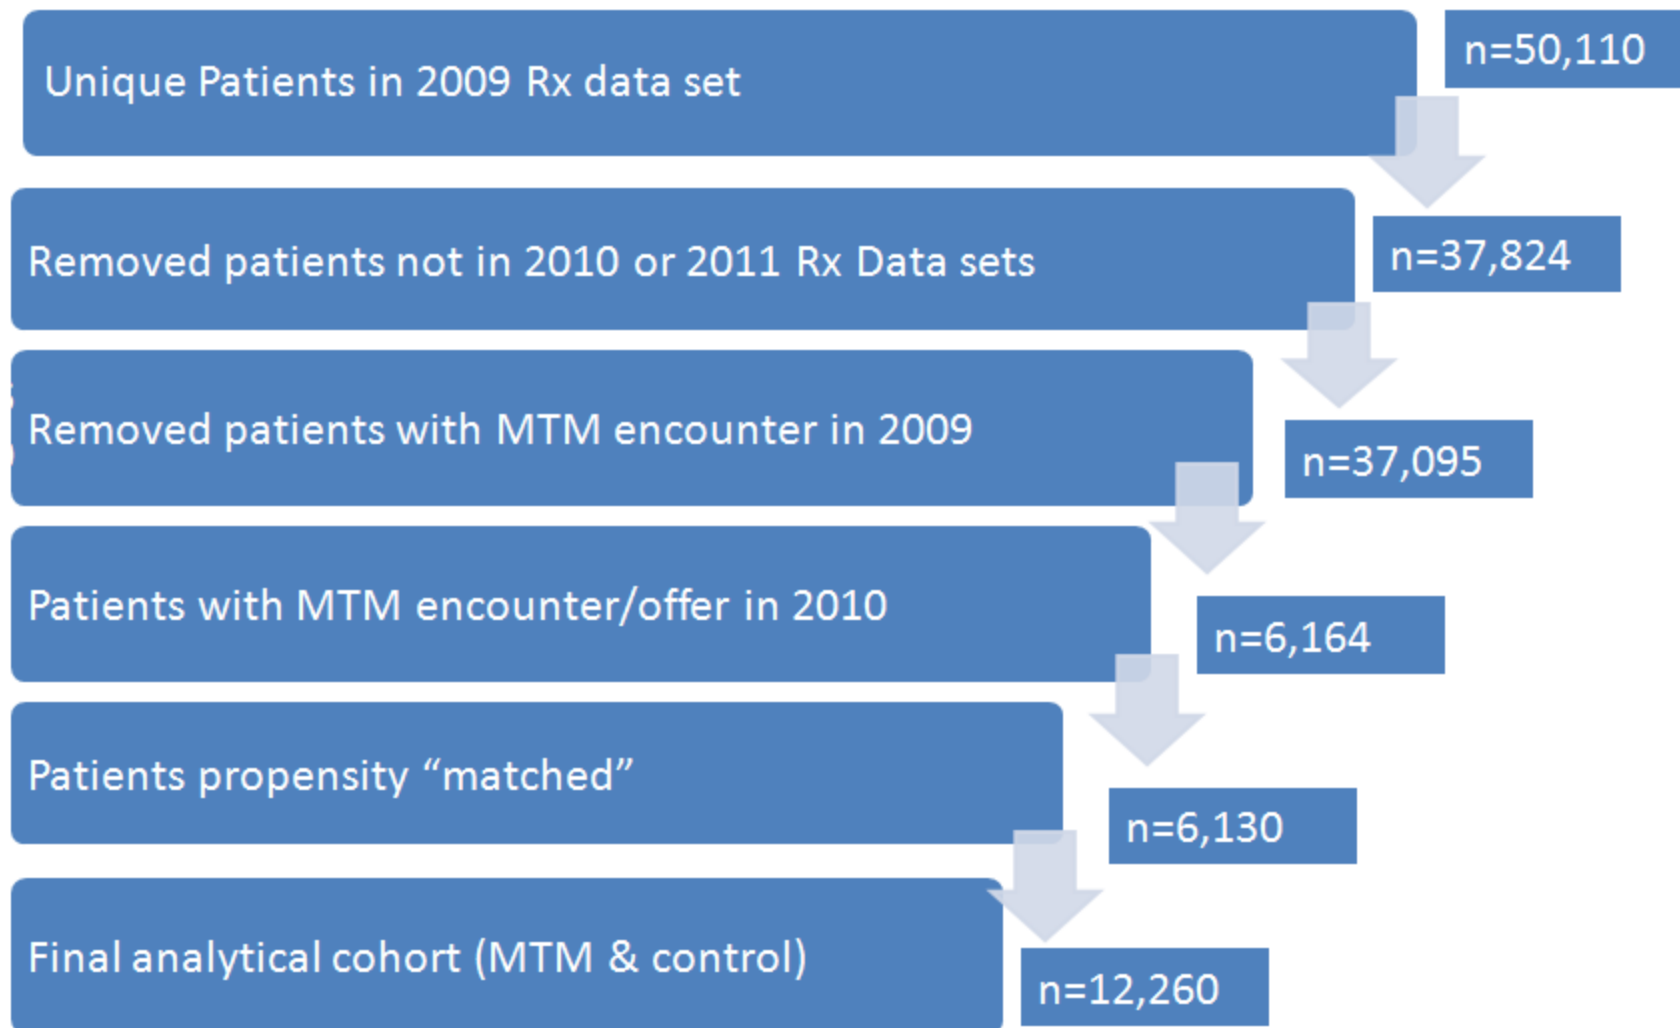 Unique Patients in 2009 Rx data set
n=50,110
Removed patients not in 2010 or 2011 Rx Data sets
n=37,824
Removed patients with MTM encounter in 2009
n=37,095
Patients with MTM encounter/offer in 2010
n=6,164
Patients propensity “matched”
n=6,130
Final analytical cohort (MTM & control)
n=12,260